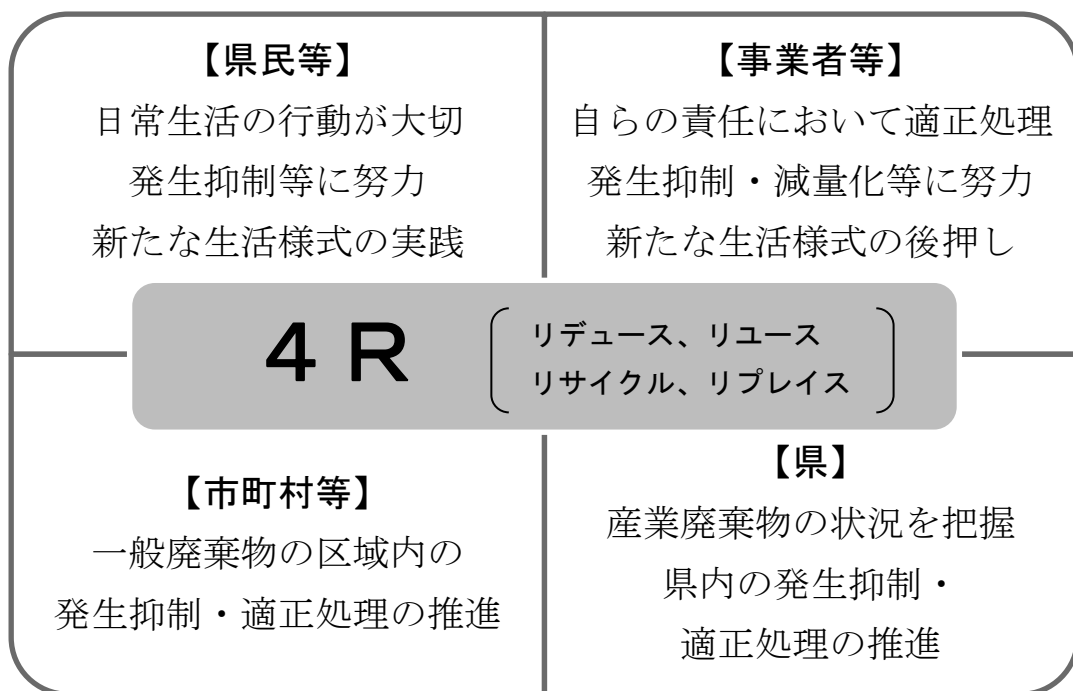 【県民等】
日常生活の行動が大切
発生抑制等に努力
新たな生活様式の実践
【事業者等】
自らの責任において適正処理
発生抑制・減量化等に努力
新たな生活様式の後押し
４Ｒ
リデュース、リユース
リサイクル、リプレイス
【市町村等】
一般廃棄物の区域内の
発生抑制・適正処理の推進
【県】
産業廃棄物の状況を把握
県内の発生抑制・
適正処理の推進